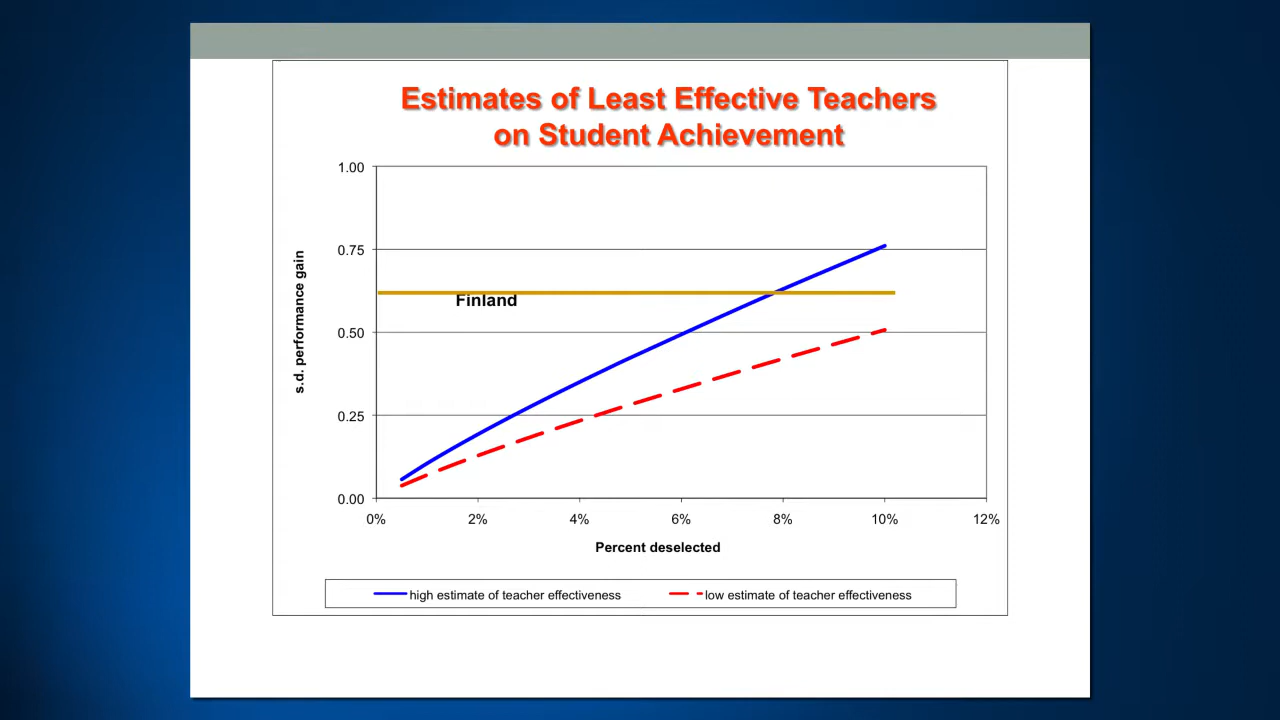 Estimates of Least Effective Teachers
on Student Achievement
1.00
0.75
0.50
0.25
0.00
s.d. performance gain
Finland
0% 2% 4% 6% 8% 10% 12%
Percent deselected
high estimate of teacher effectiveness low estimate of teacher effectiveness